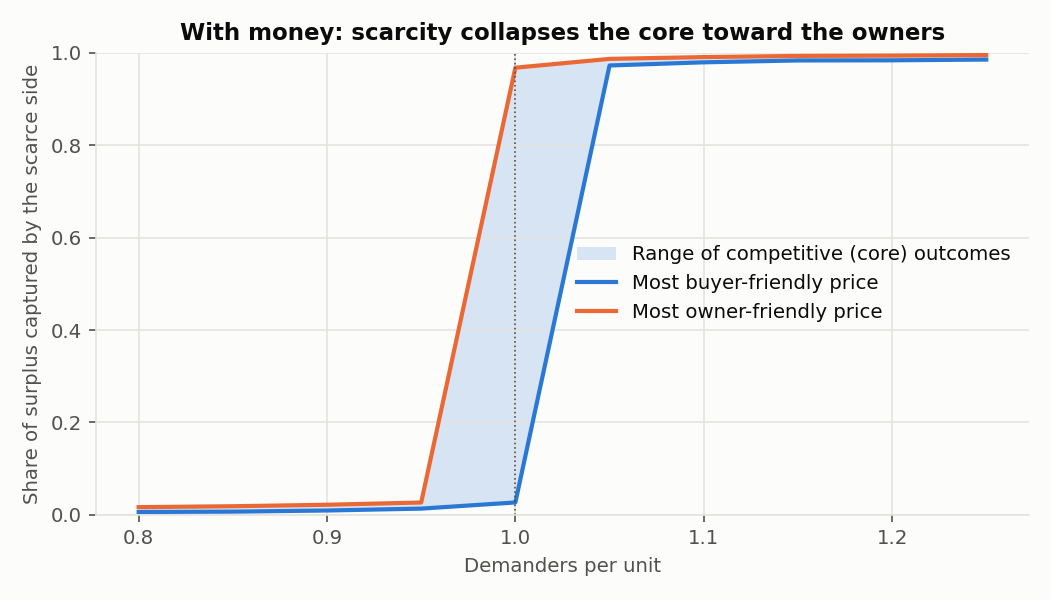 With money: scarcity collapses the core toward the owners
Share of surplus captured by the scarce side
1.0
0.8
0.6
0.4
0.2
0.0
Range of competitive (core) outcomes
Most buyer-friendly price
Most owner-friendly price
0.8 0.9 1.0 1.1 1.2
Demanders per unit